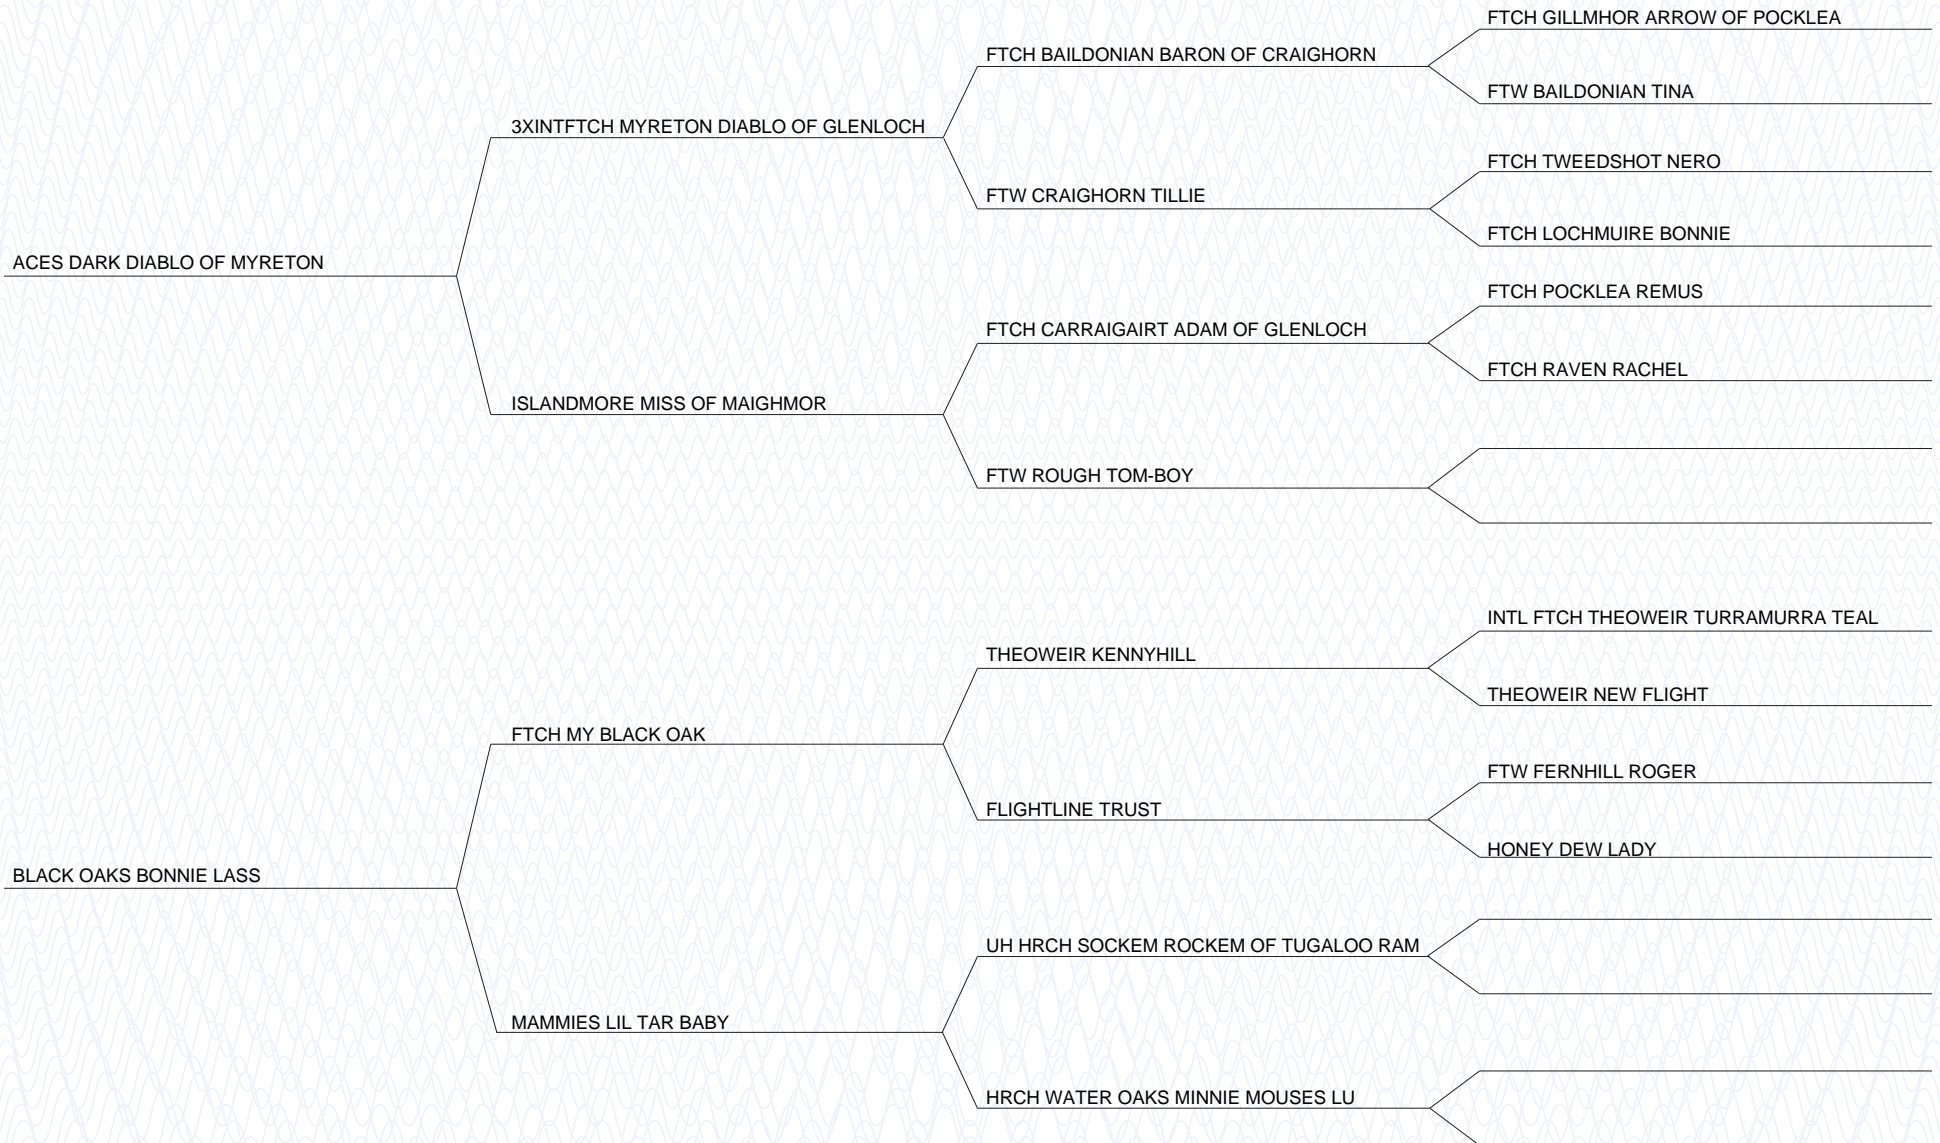 FTCH GILLMHOR ARROW OF POCKLEA
FTCH BAILDONIAN BARON OF CRAIGHORN
FTW BAILDONIAN TINA
3XINTFTCH MYRETON DIABLO OF GLENLOCH
FTCH TWEEDSHOT NERO
FTW CRAIGHORN TILLIE
FTCH LOCHMUIRE BONNIE
ACES DARK DIABLO OF MYRETON
FTCH POCKLEA REMUS
FTCH CARRAIGAIRT ADAM OF GLENLOCH
FTCH RAVEN RACHEL
ISLANDMORE MISS OF MAIGHMOR
FTW ROUGH TOM-BOY
INTL FTCH THEOWEIR TURRAMURRA TEAL
THEOWEIR KENNYHILL
THEOWEIR NEW FLIGHT
FTCH MY BLACK OAK
FTW FERNHILL ROGER
FLIGHTLINE TRUST
HONEY DEW LADY
BLACK OAKS BONNIE LASS
UH HRCH SOCKEM ROCKEM OF TUGALOO RAM
MAMMIES LIL TAR BABY
HRCH WATER OAKS MINNIE MOUSES LU